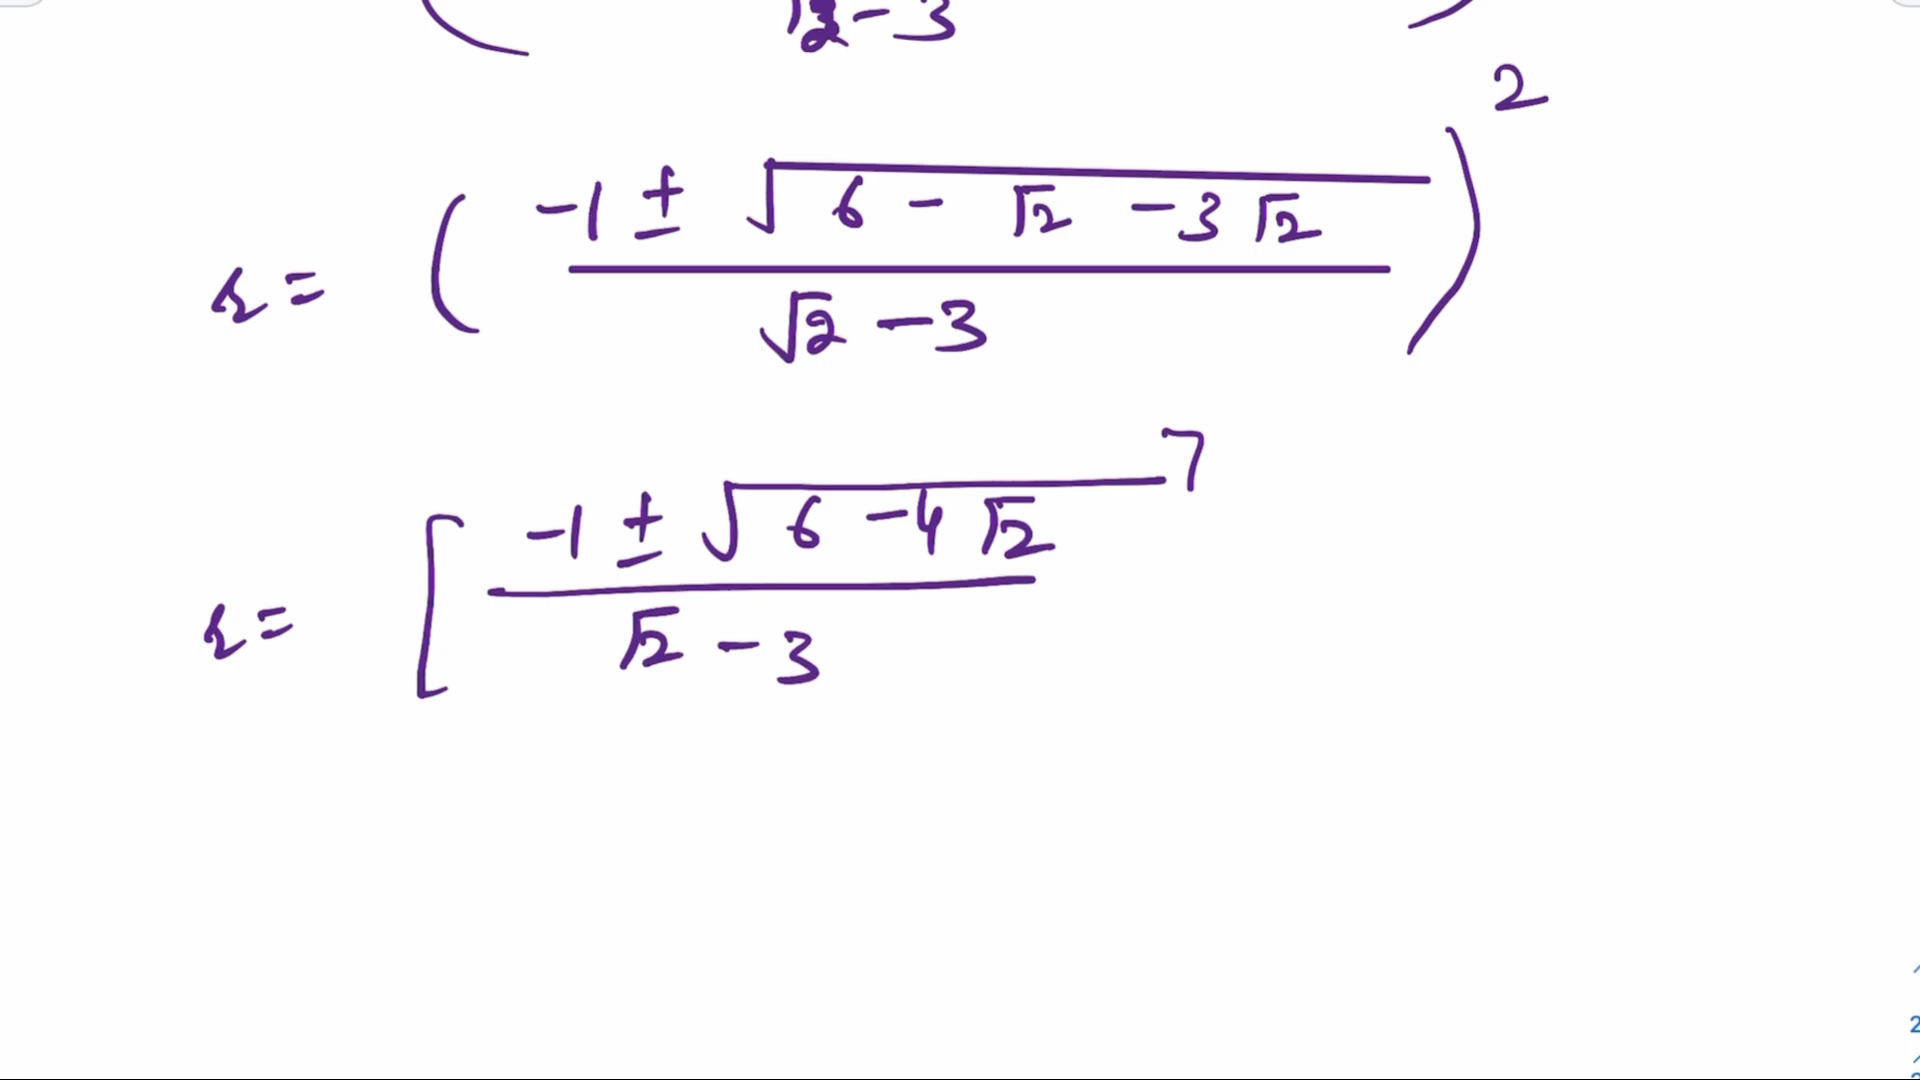 √2 - 3
r = ( (-1 ± √(6 - √2 - 3√2)) / (√2 - 3) )²
r = [ (-1 ± √(6 - 4√2)) / (√2 - 3)